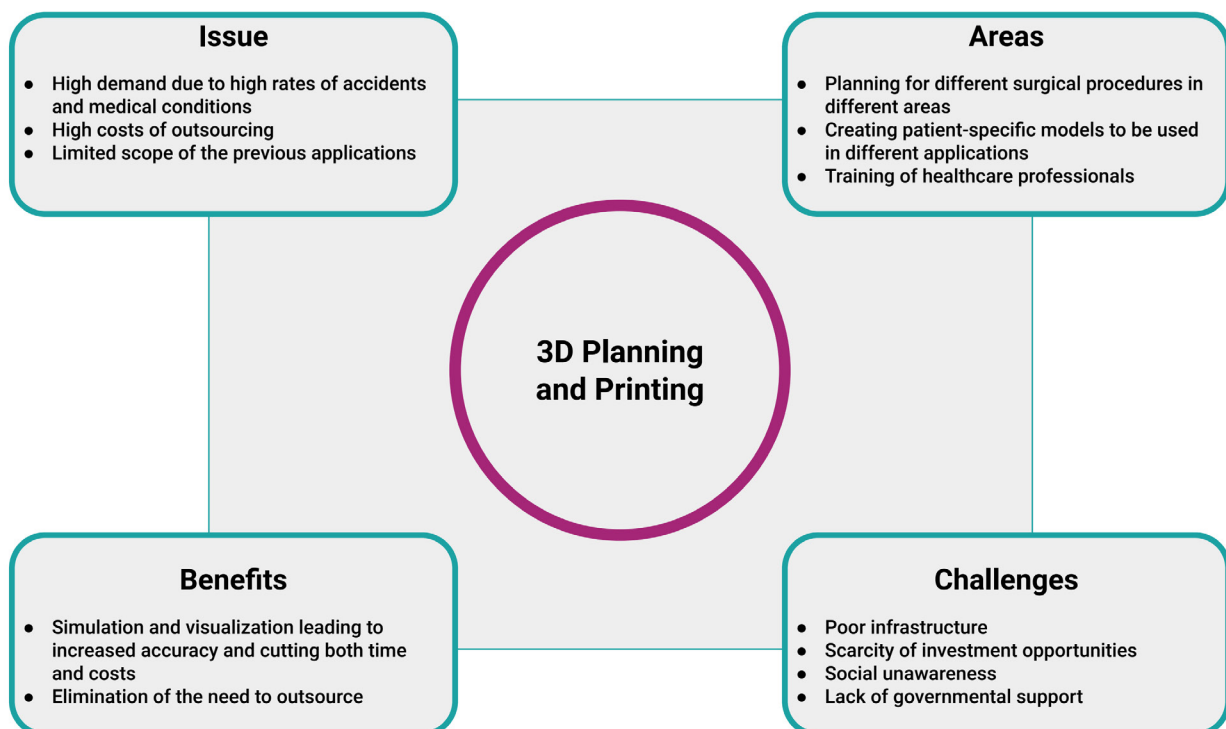 Issue
● High demand due to high rates of accidents
and medical conditions
● High costs of outsourcing
● Limited scope of the previous applications
Areas
● Planning for different surgical procedures in
different areas
● Creating patient-specific models to be used
in different applications
● Training of healthcare professionals
3D Planning
and Printing
Benefits
● Simulation and visualization leading to
increased accuracy and cutting both time
and costs
● Elimination of the need to outsource
Challenges
● Poor infrastructure
● Scarcity of investment opportunities
● Social unawareness
● Lack of governmental support